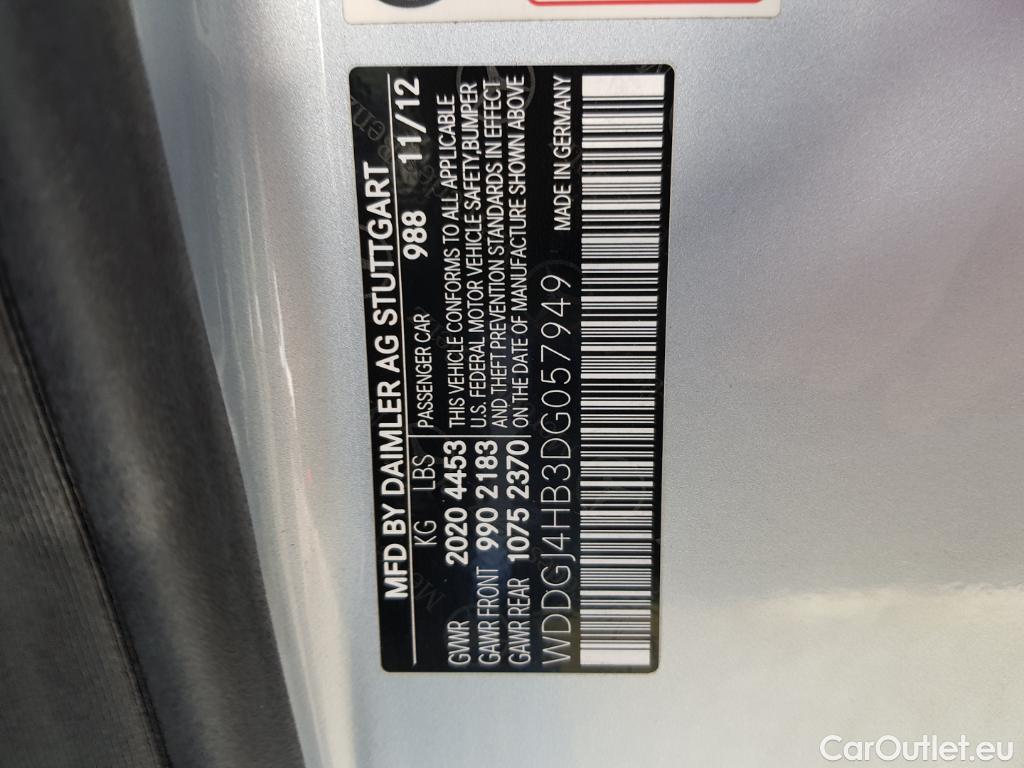 MFD BY DAIMLER AG STUTTGART
KG LBS PASSENGER CAR 988 11/12
GVWR 2020 4453 THIS VEHICLE CONFORMS TO ALL APPLICABLE
GAWR FRONT 990 2183 U.S. FEDERAL MOTOR VEHICLE SAFETY,BUMPER
AND THEFT PREVENTION STANDARDS IN EFFECT
GAWR REAR 1075 2370 ON THE DATE OF MANUFACTURE SHOWN ABOVE
WDDGJ4HB3DG057949 MADE IN GERMANY
CarOutlet.eu